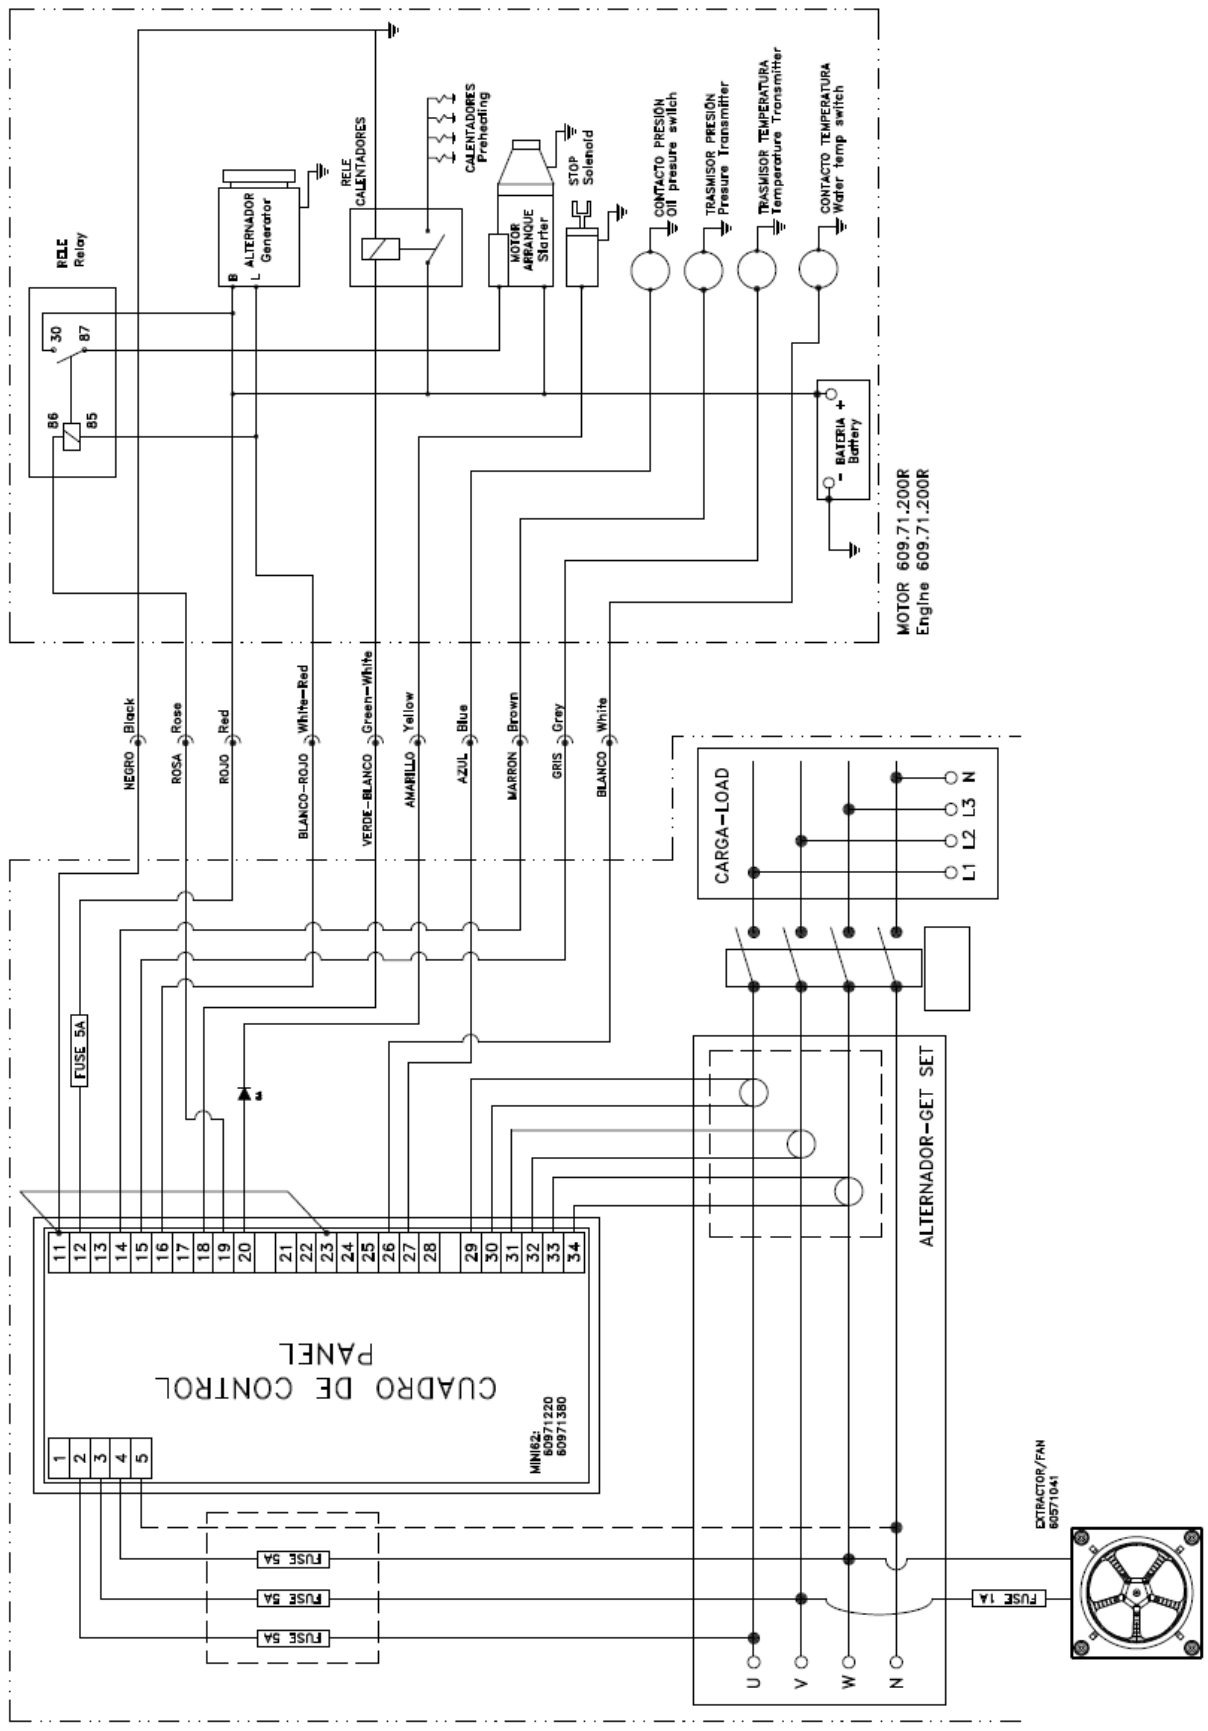 RELE
Relay
30
87
86
85
ALTERNADOR
Generator
B
L
RELE
CALENTADORES
CALENTADORES
Preheating
MOTOR
ARRANQUE
Starter
STOP
Solenoid
CONTACTO PRESIÓN
Oil presure switch
TRASMISOR PRESIÓN
Presure Transmitter
TRASMISOR TEMPERATURA
Temperature Transmitter
CONTACTO TEMPERATURA
Water temp switch
- BATERIA +
Battery
MOTOR 609.71.200R
Engine 609.71.200R
NEGRO Black
ROSA Rose
ROJO Red
BLANCO-ROJO White-Red
VERDE-BLANCO Green-White
AMARILLO Yellow
AZUL Blue
MARRON Brown
GRIS Grey
BLANCO White
CARGA-LOAD
L1 L2 L3 N
FUSE 5A
11
12
13
14
15
16
17
18
19
20
21
22
23
24
25
26
27
28
29
30
31
32
33
34
CUADRO DE CONTROL
PANEL
MINI62:
60971220
60971380
1
2
3
4
5
FUSE 5A
FUSE 5A
FUSE 5A
ALTERNADOR-GET SET
U
V
W
N
FUSE 1A
EXTRACTOR/FAN
60571041